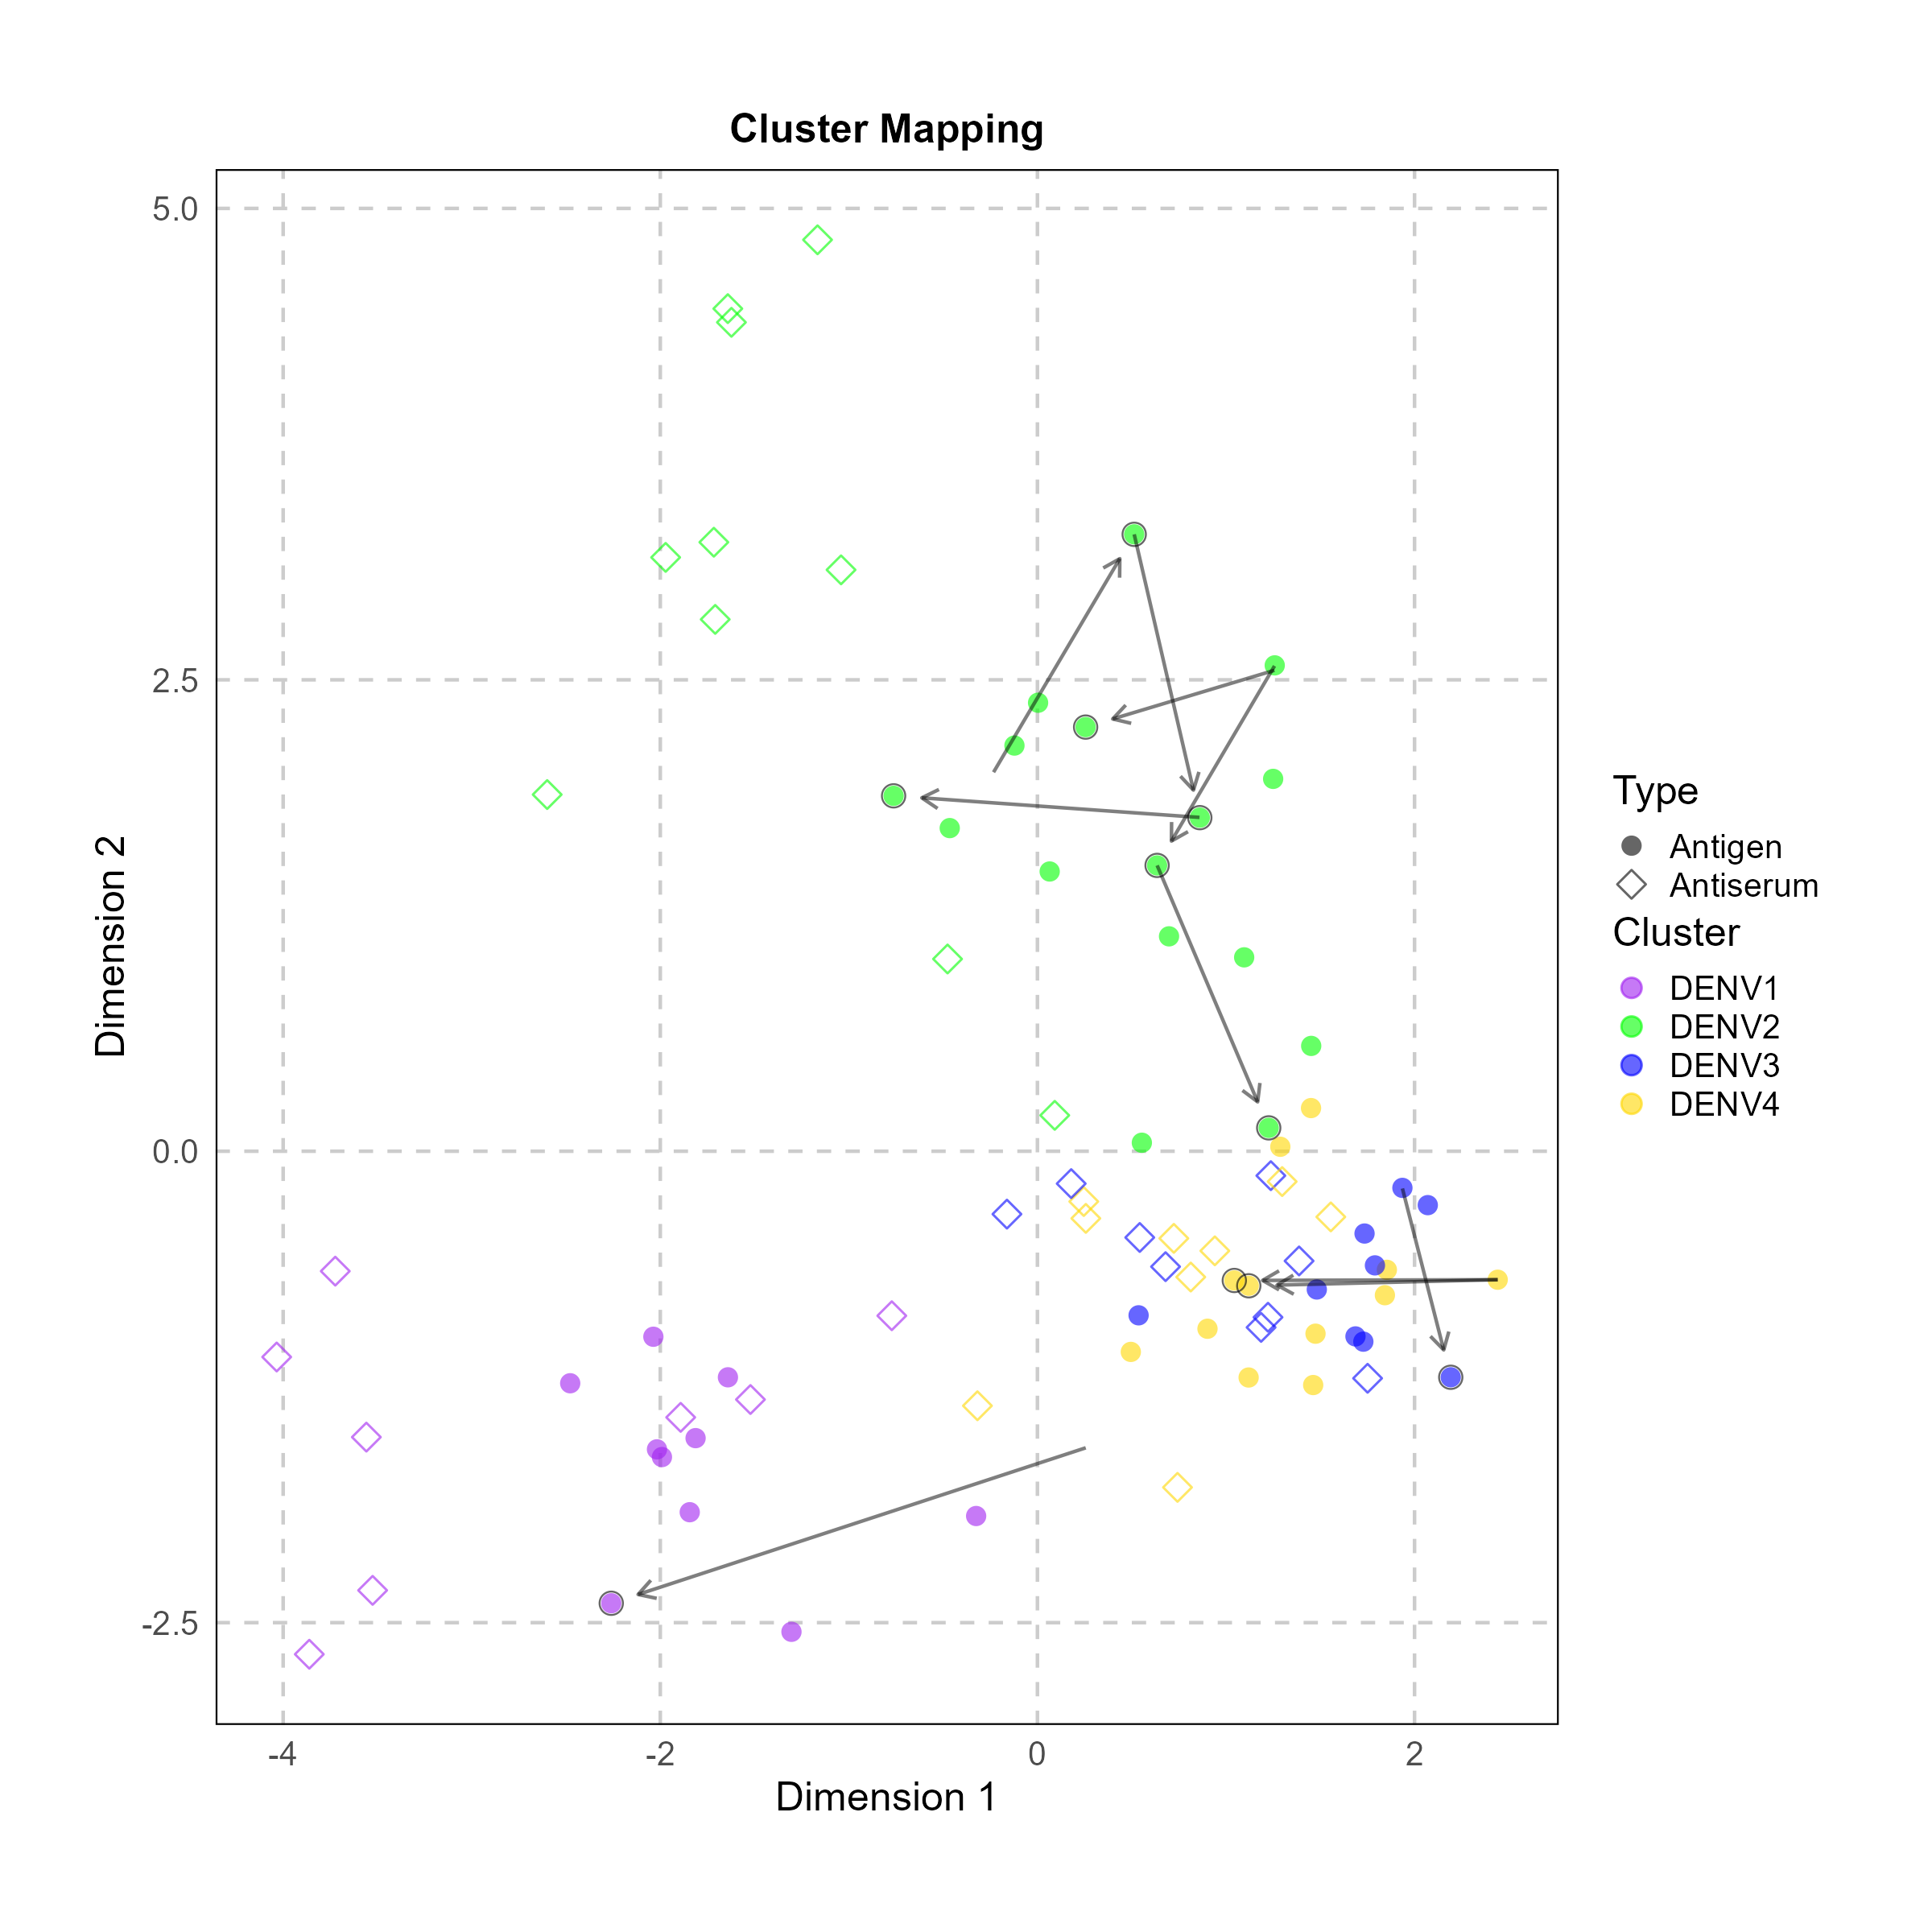 Cluster Mapping
5.0
2.5
0.0
-2.5
-4
-2
0
2
Dimension 1
Dimension 2
Type
Antigen
Antiserum
Cluster
DENV1
DENV2
DENV3
DENV4